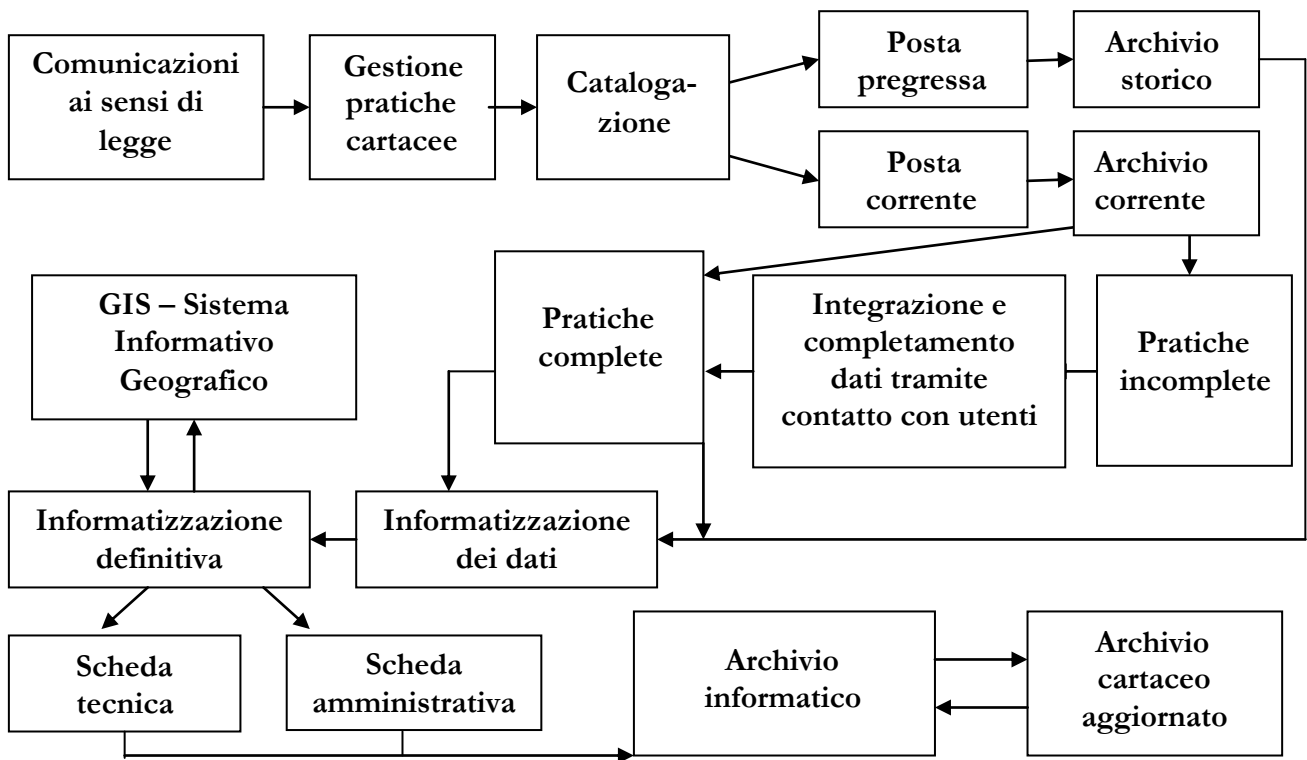 Comunicazioni
ai sensi di
legge
Gestione
pratiche
cartacee
Cataloga-
zione
Posta
pregressa
Archivio
storico
Posta
corrente
Archivio
corrente
GIS – Sistema
Informativo
Geografico
Pratiche
complete
Integrazione e
completamento
dati tramite
contatto con utenti
Pratiche
incomplete
Informatizzazione
definitiva
Informatizzazione
dei dati
Scheda
tecnica
Scheda
amministrativa
Archivio
informatico
Archivio
cartaceo
aggiornato